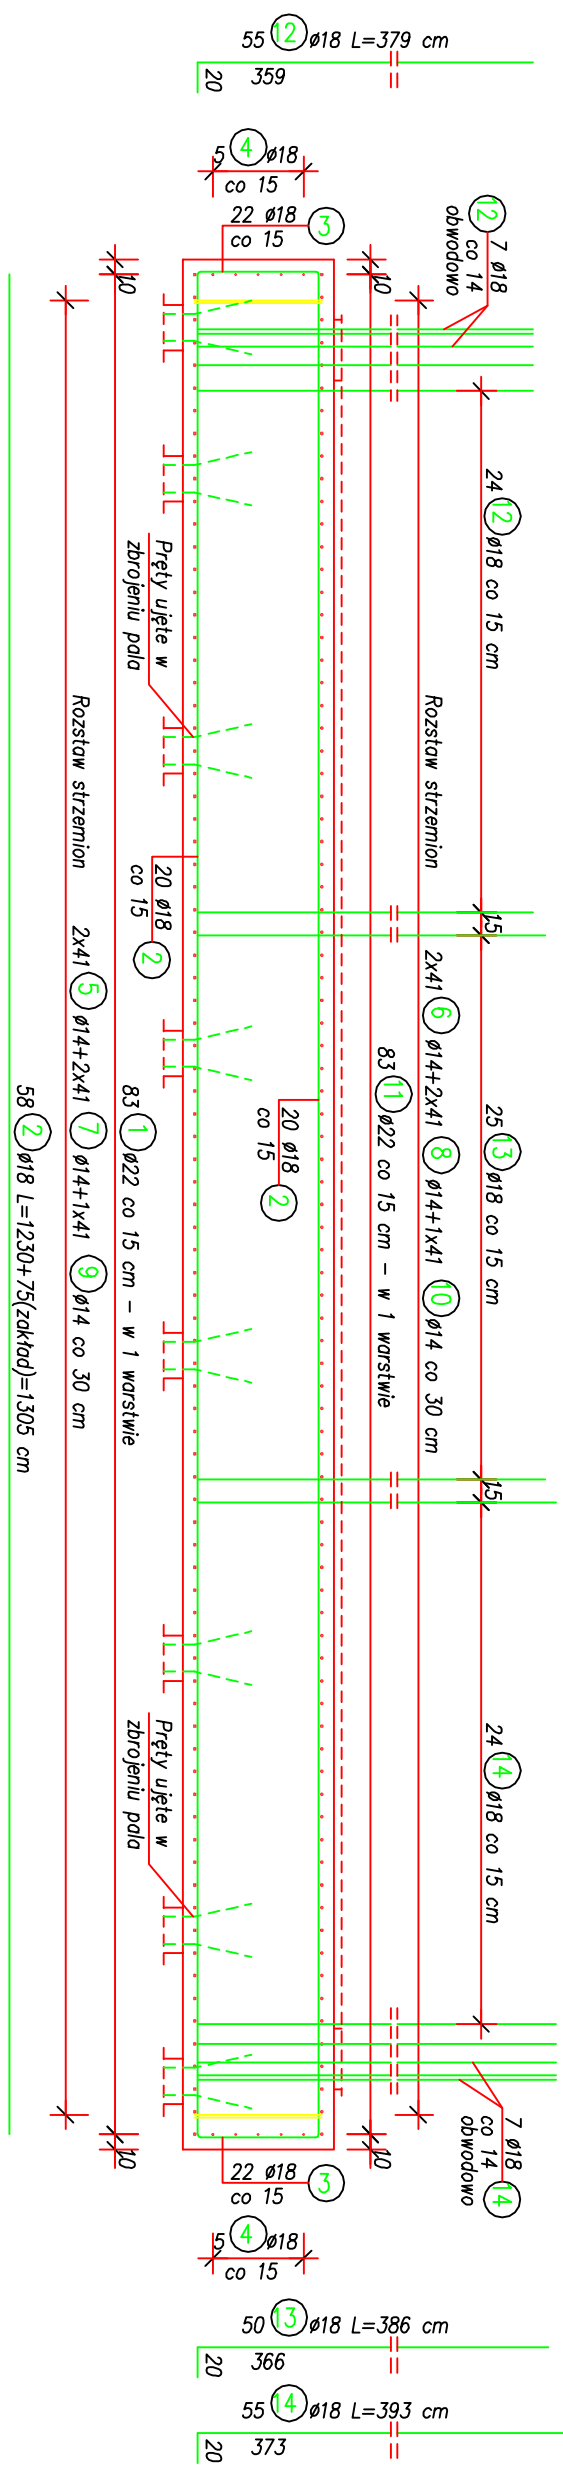 55 12 ø18 L=379 cm
20 359
5 4 ø18
co 15
22 ø18 3
co 15
12 7 ø18
co 14
obwodowo
10
10
24 12 ø18 co 15 cm
Pręty ujęte w
zbrojeniu pala
Rozstaw strzemion
Rozstaw strzemion
20 ø18
co 15
2
15
2x41 5 ø14+2x41 7 ø14+1x41 9 ø14 co 30 cm
2x41 6 ø14+2x41 8 ø14+1x41 10 ø14 co 30 cm
83 1 ø22 co 15 cm - w 1 warstwie
83 11 ø22 co 15 cm - w 1 warstwie
25 13 ø18 co 15 cm
20 ø18
co 15
2
58 2 ø18 L=1230+75(zakład)=1305 cm
15
24 14 ø18 co 15 cm
Pręty ujęte w
zbrojeniu pala
7 ø18 14
co 14
obwodowo
10
10
22 ø18 3
co 15
5 4 ø18
co 15
50 13 ø18 L=386 cm
20 366
55 14 ø18 L=393 cm
20 373